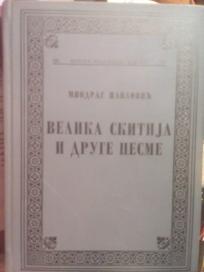 МИОДРАГ ПАВЛОВИЋ
ВЕЛИКА СКИТИЈА
И ДРУГЕ ПЕСМЕ